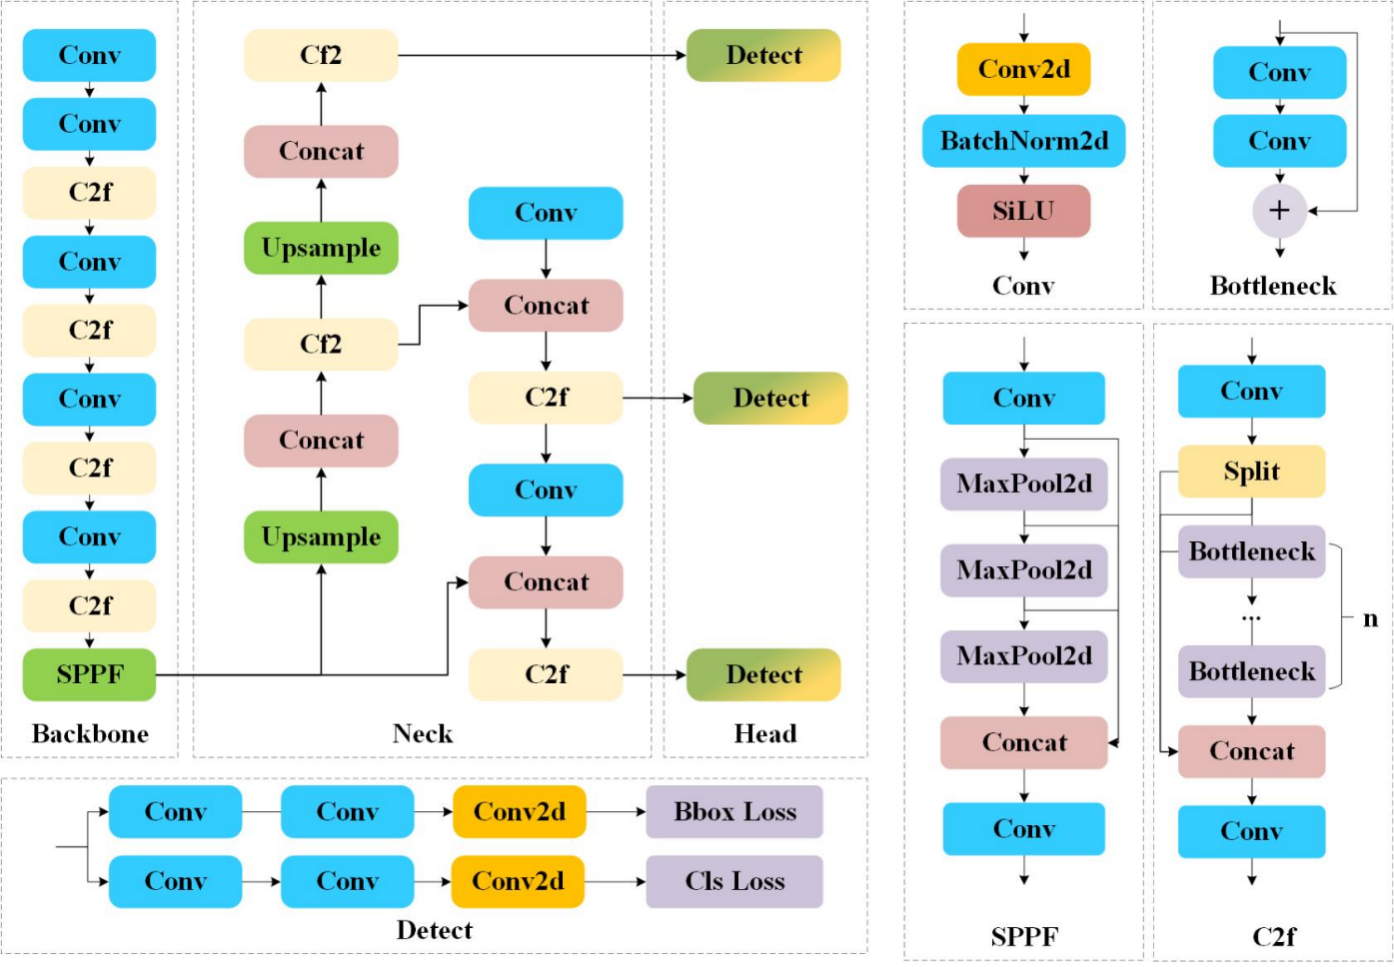 Conv
Conv
C2f
Conv
C2f
Conv
C2f
Conv
C2f
SPPF
Backbone
Cf2
Concat
Upsample
Cf2
Concat
Upsample
Conv
Concat
C2f
Conv
Concat
C2f
Neck
Detect
Detect
Detect
Head
Conv
Conv
Conv2d
Bbox Loss
Conv
Conv
Conv2d
Cls Loss
Detect
Conv2d
BatchNorm2d
SiLU
Conv
Conv
Conv
+
Bottleneck
Conv
MaxPool2d
MaxPool2d
MaxPool2d
Concat
Conv
SPPF
Conv
Split
Bottleneck
...
Bottleneck
n
Concat
Conv
C2f